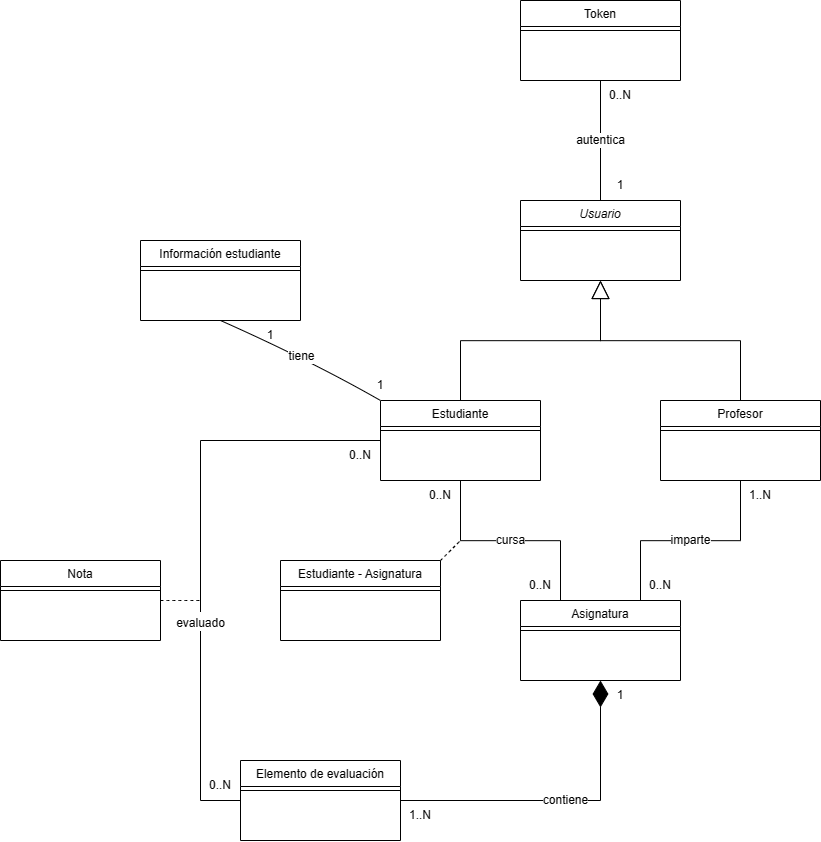 Token
0..N
autentica
1
Usuario
Información estudiante
1
tiene
1
Estudiante
Profesor
0..N
0..N
1..N
cursa
imparte
Nota
Estudiante - Asignatura
0..N
0..N
Asignatura
evaluado
1
Elemento de evaluación
0..N
contiene
1..N